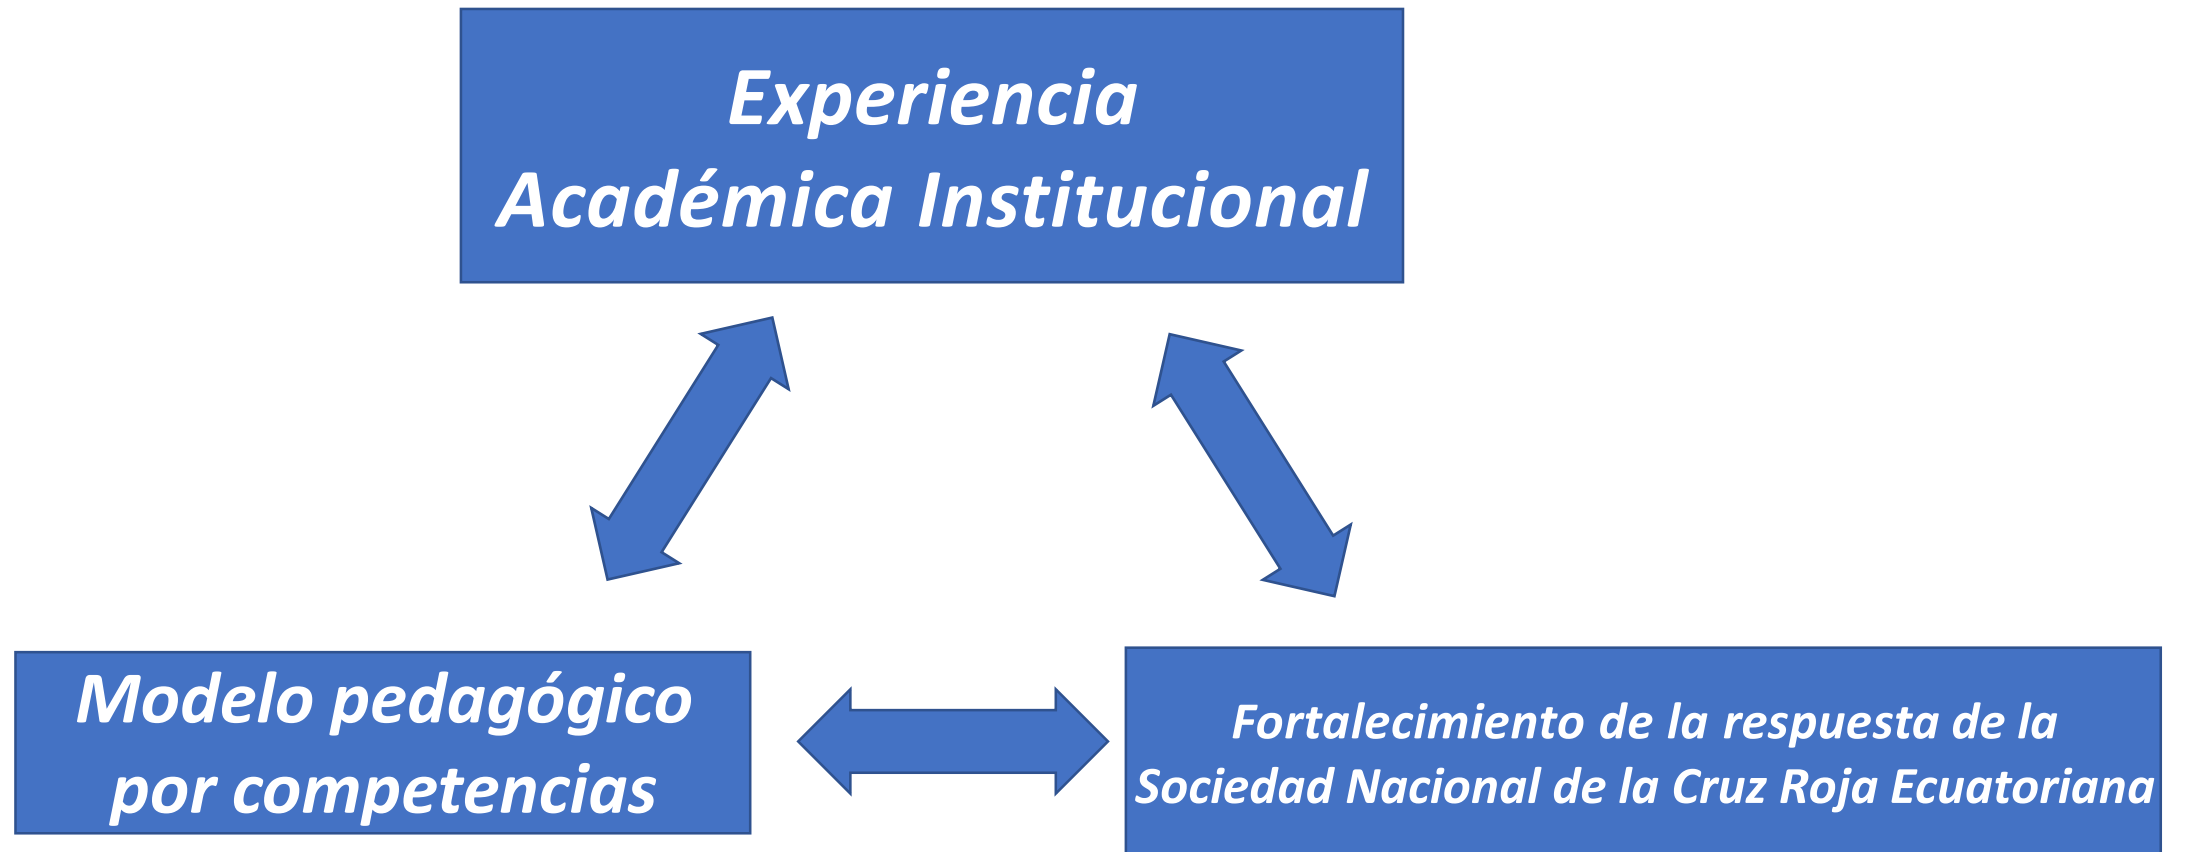 Experiencia
Académica Institucional
Modelo pedagógico
por competencias
Fortalecimiento de la respuesta de la
Sociedad Nacional de la Cruz Roja Ecuatoriana